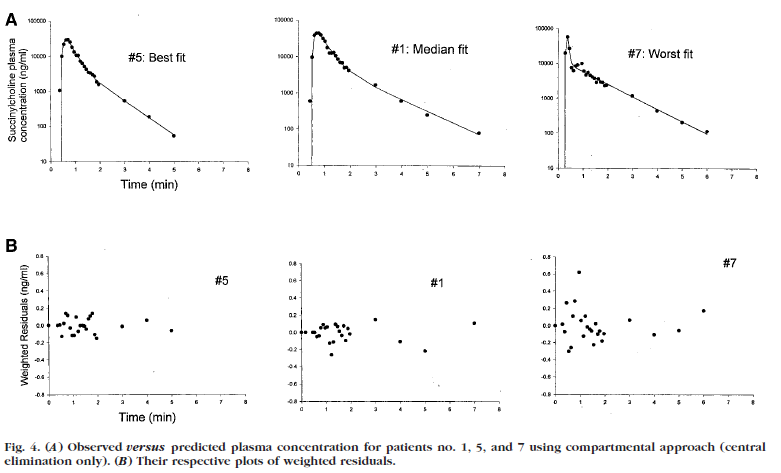 A
#5: Best fit
#1: Median fit
#7: Worst fit
Succinylcholine plasma
concentration (ng/ml)
100000
10000
1000
100
10
0 1 2 3 4 5 6 7 8
Time (min)
100000
10000
1000
100
10
0 1 2 3 4 5 6 7 8
100000
10000
1000
100
10
0 1 2 3 4 5 6 7 8
B
#5
#1
#7
Weighted Residuals (ng/ml)
0.8
0.6
0.4
0.2
0.0
-0.2
-0.4
-0.6
-0.8
0 1 2 3 4 5 6 7 8
Time (min)
0.8
0.6
0.4
0.2
0.0
-0.2
-0.4
-0.6
-0.8
0 1 2 3 4 5 6 7 8
0.8
0.6
0.4
0.2
0.0
-0.2
-0.4
-0.6
-0.8
0 1 2 3 4 5 6 7 8
Fig. 4. (A) Observed versus predicted plasma concentration for patients no. 1, 5, and 7 using compartmental approach (central
elimination only). (B) Their respective plots of weighted residuals.